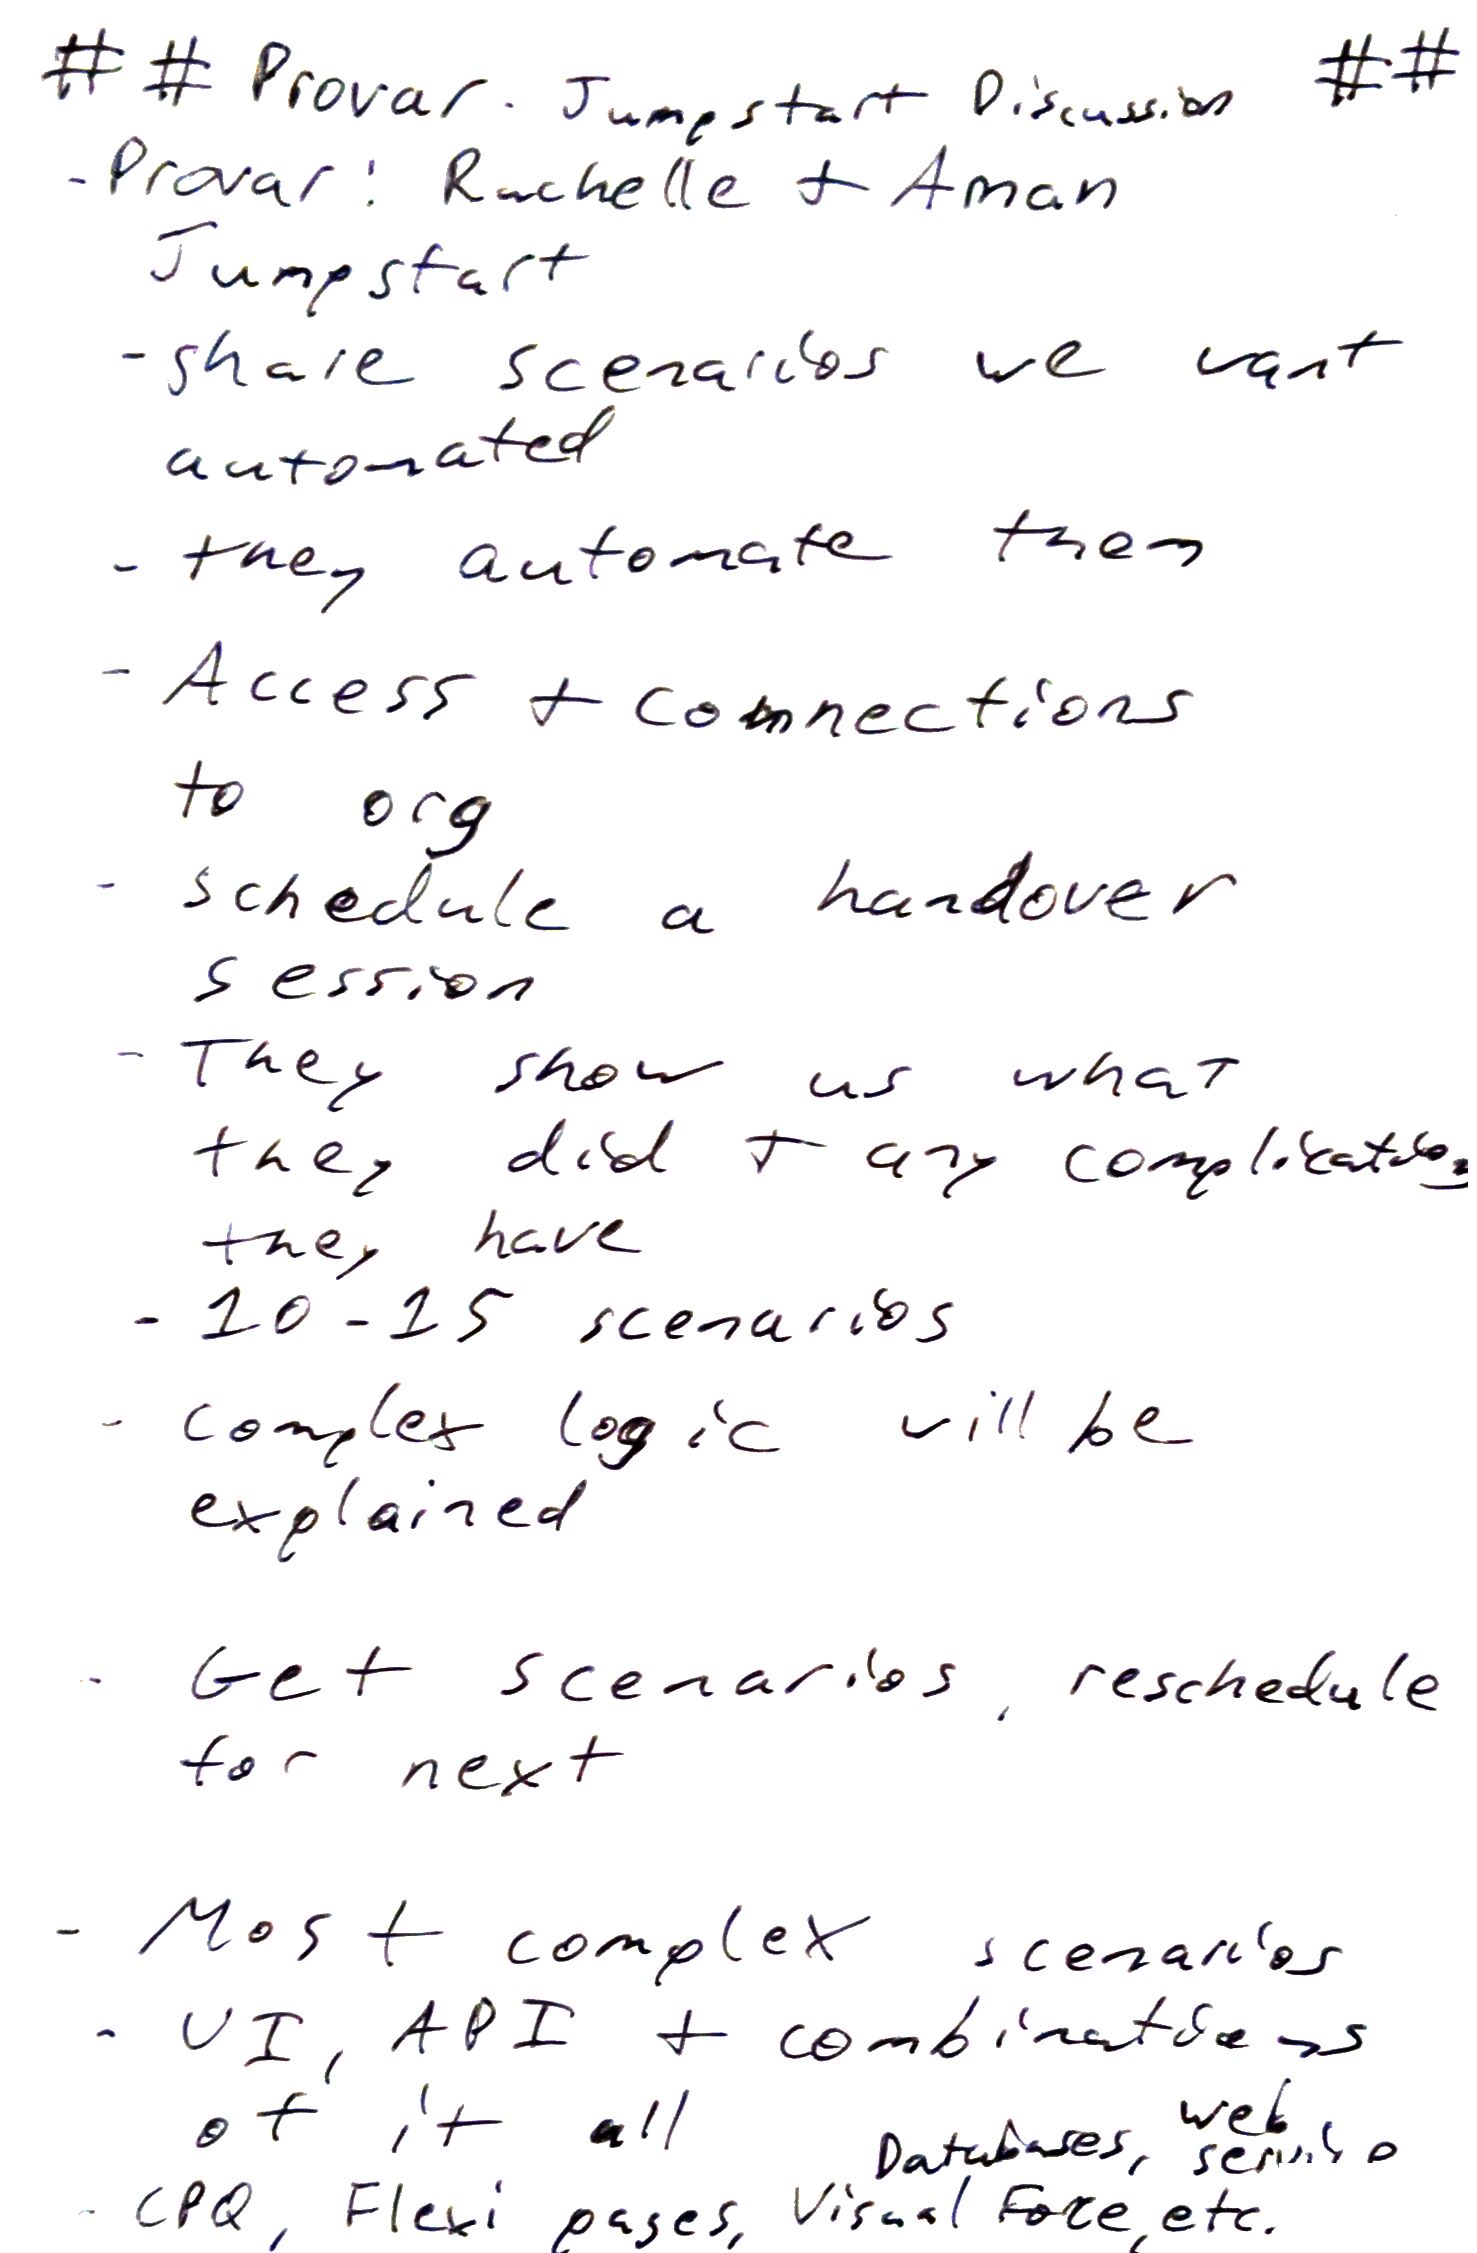 ## Provar - Jumpstart Discussion ##
- Provar: Rachelle + Aman
Jumpstart
- share scenarios we want
automated
- they automate them
- Access + connections
to org
- schedule a handover
session
- They show us what
they did + any complications
they have
- 10-15 scenarios
- complex logic will be
explained
- Get scenarios, reschedule
for next
- Most complex scenarios
- UI, API + combinations
of it all
Databases, web
- CPQ, Flexi pages, Visual Force, etc.